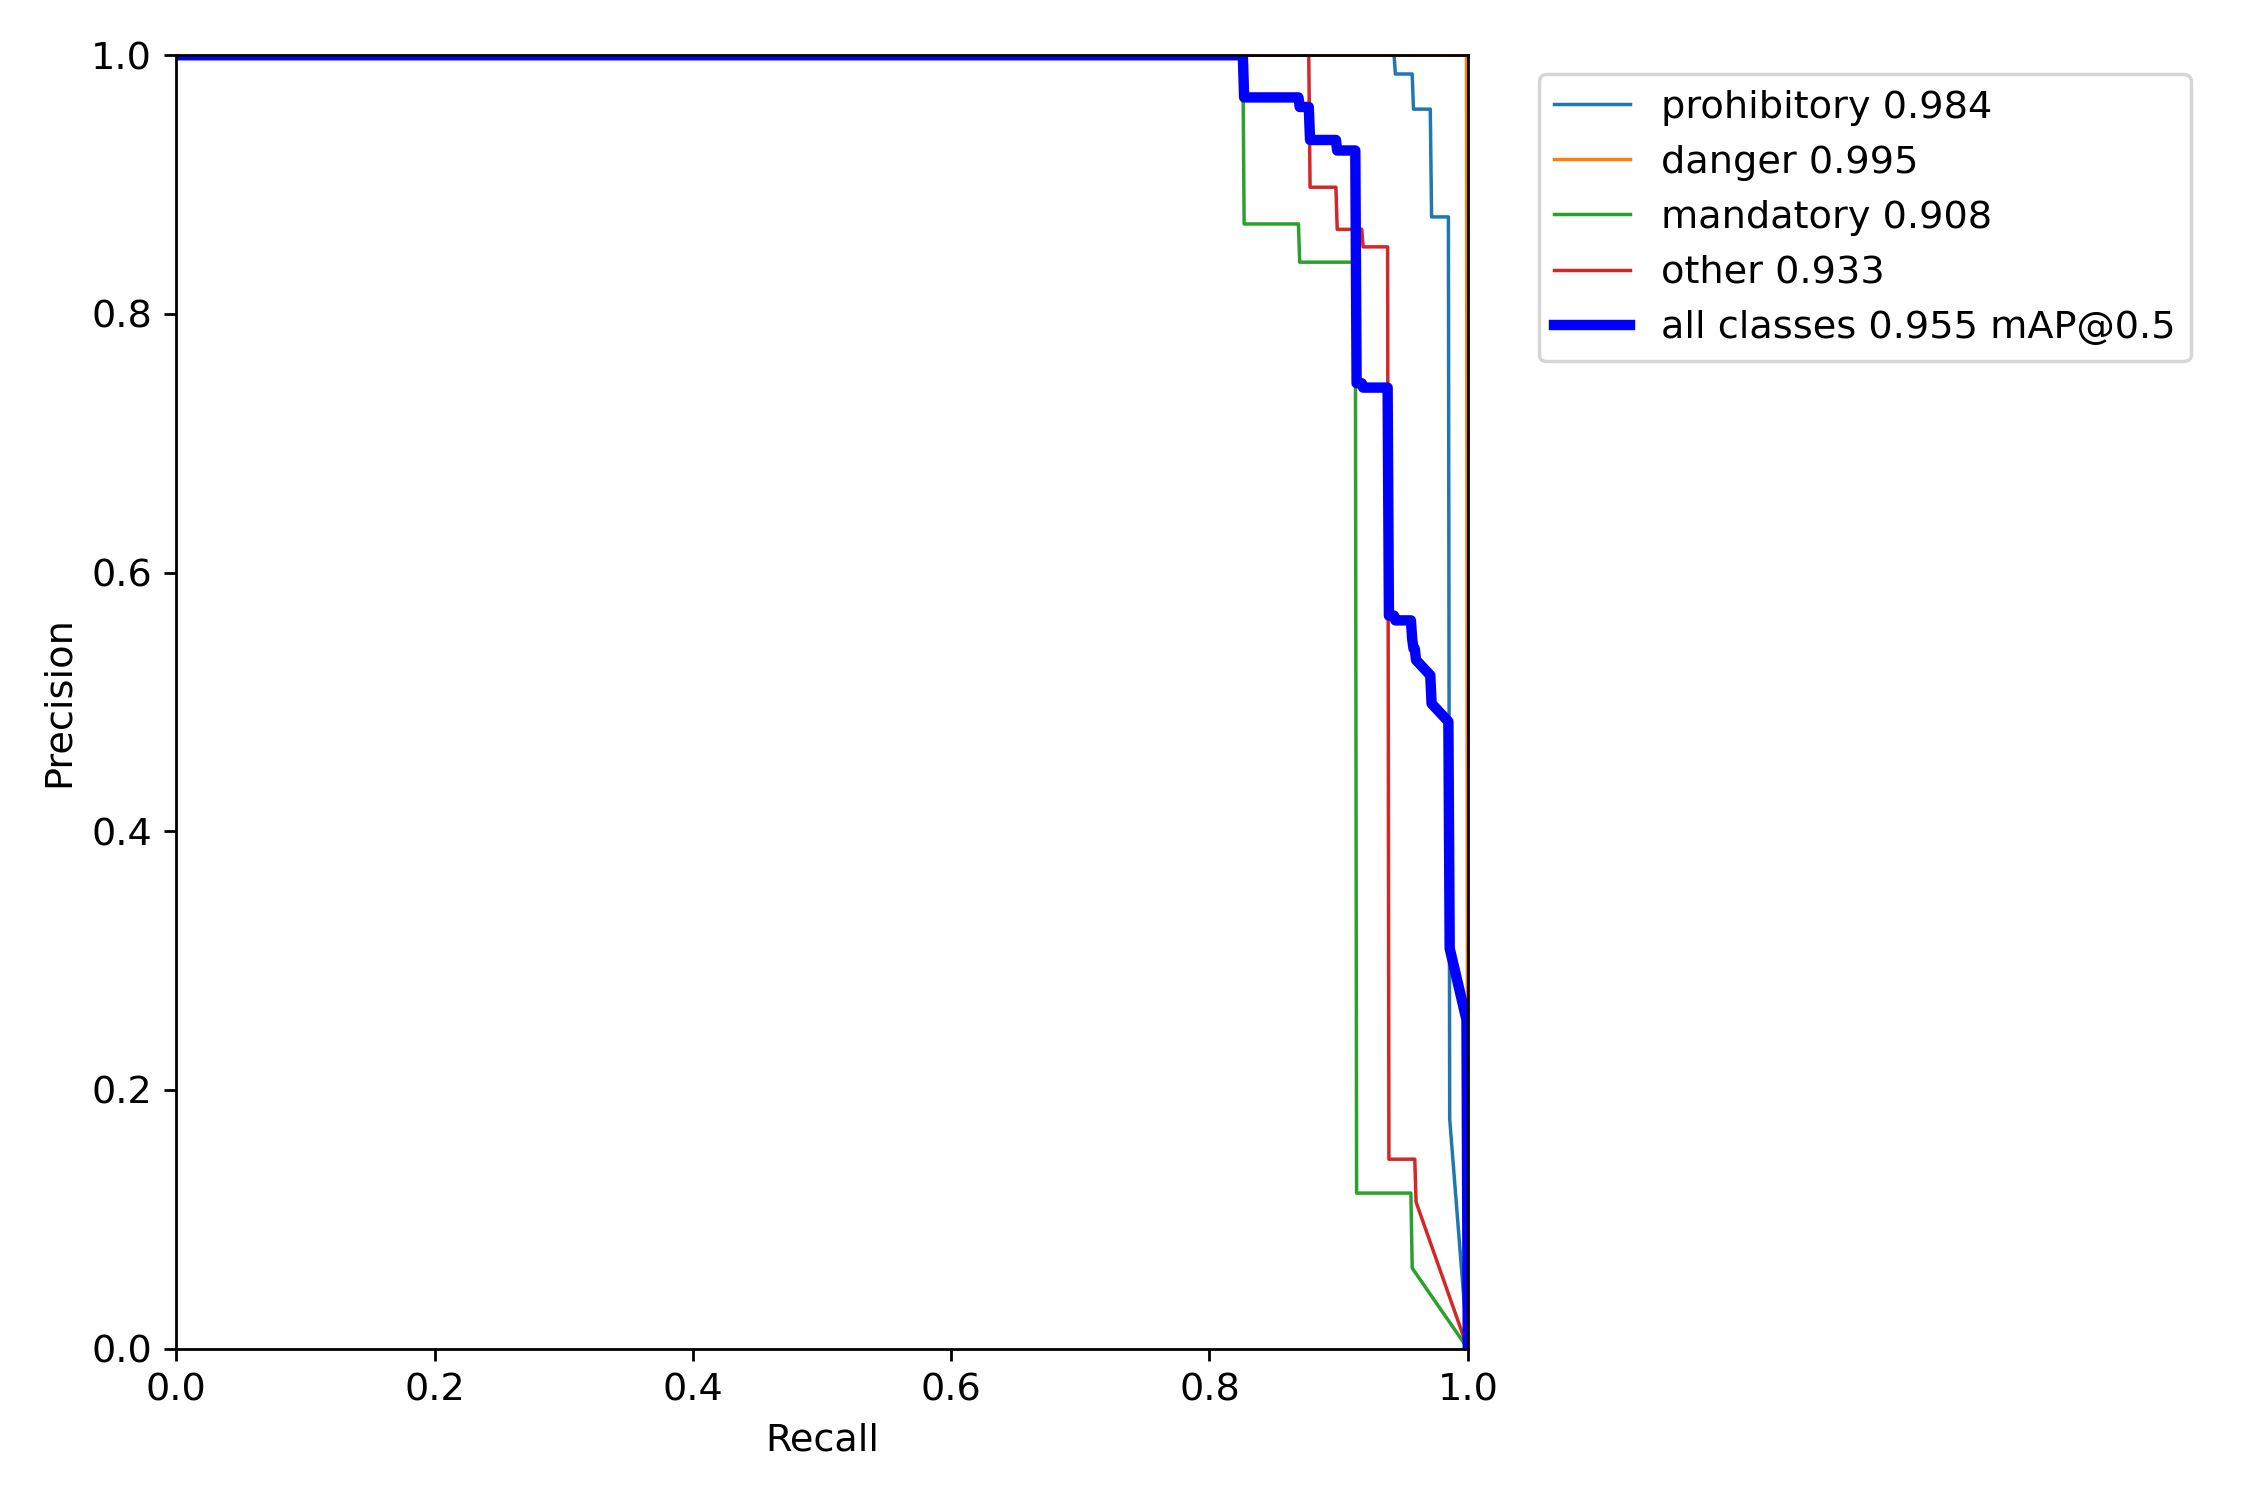 1.0
0.8
0.6
0.4
0.2
0.0
Precision
0.0 0.2 0.4 0.6 0.8 1.0
Recall
prohibitory 0.984
danger 0.995
mandatory 0.908
other 0.933
all classes 0.955 mAP@0.5